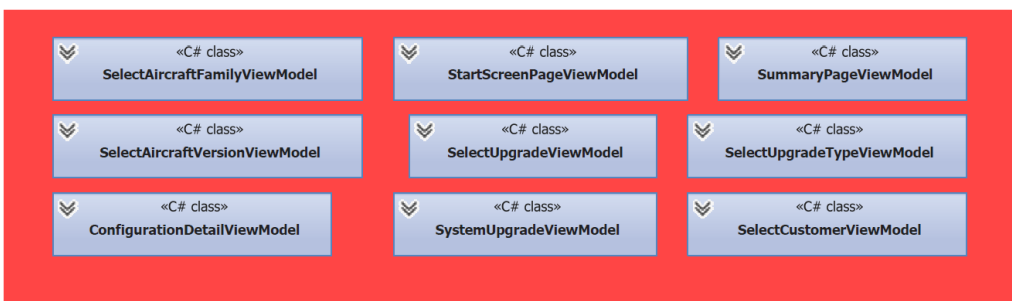 «C# class»
SelectAircraftFamilyViewModel
«C# class»
StartScreenPageViewModel
«C# class»
SummaryPageViewModel
«C# class»
SelectAircraftVersionViewModel
«C# class»
SelectUpgradeViewModel
«C# class»
SelectUpgradeTypeViewModel
«C# class»
ConfigurationDetailViewModel
«C# class»
SystemUpgradeViewModel
«C# class»
SelectCustomerViewModel